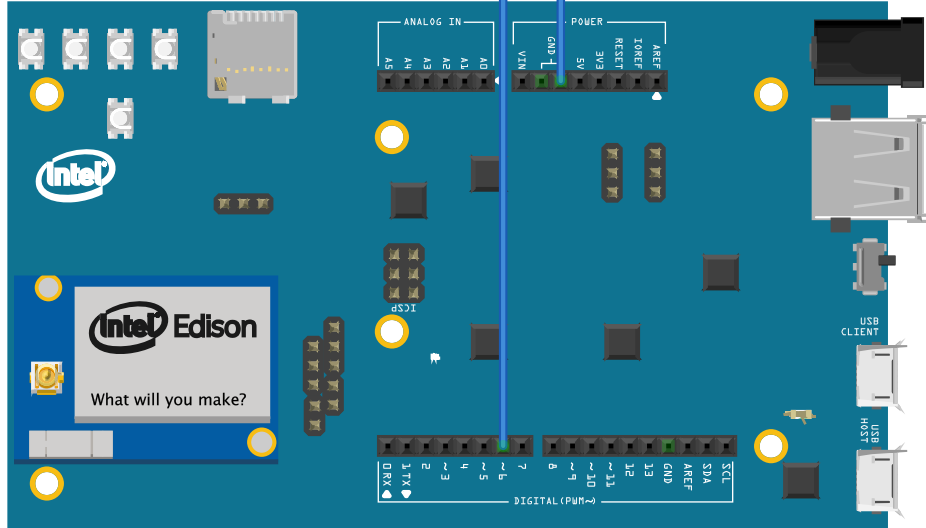 ANALOG IN
POWER
A5
A4
A3
A2
A1
A0
VIN
GND
5V
3V3
RESET
IOREF
AREF
intel
ICSP
intel Edison
What will you make?
USB
CLIENT
USB
HOST
0 RX
1 TX
2
~3
4
~5
~6
7
8
~9
~10
~11
12
13
GND
AREF
SDA
SCL
DIGITAL(PWM~)